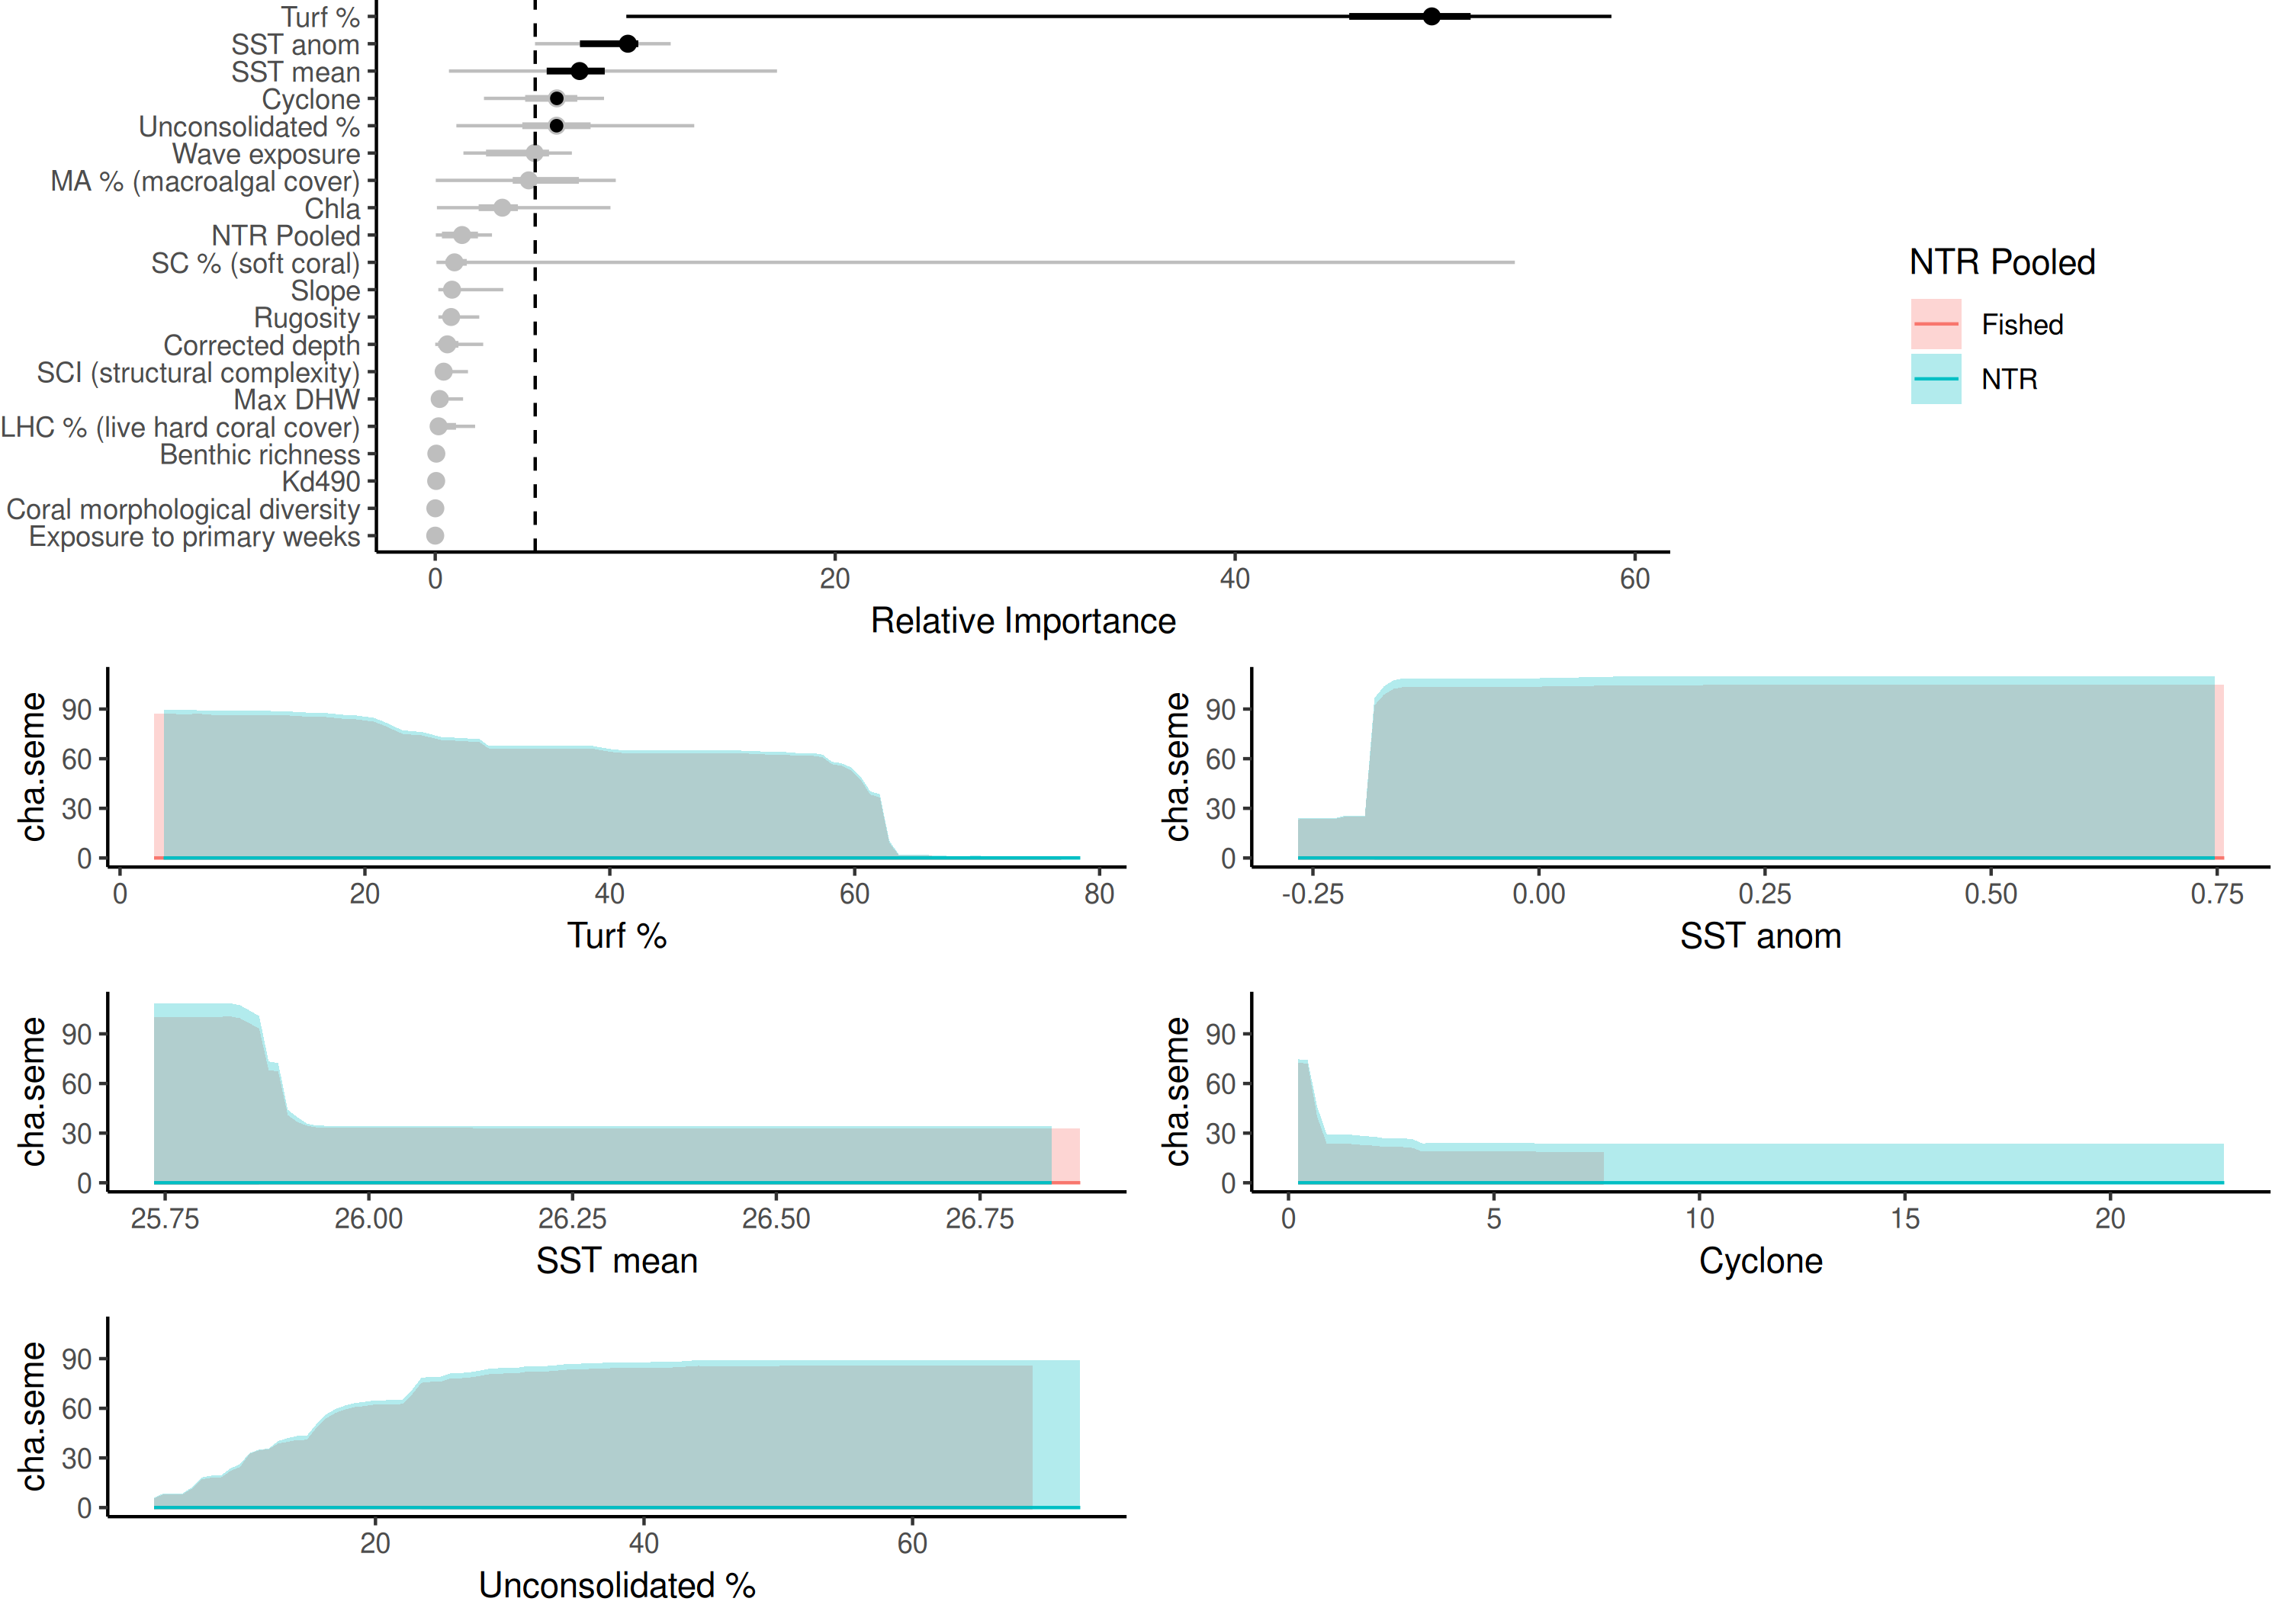 Turf %
SST anom
SST mean
Cyclone
Unconsolidated %
Wave exposure
MA % (macroalgal cover)
Chla
NTR Pooled
SC % (soft coral)
Slope
Rugosity
Corrected depth
SCI (structural complexity)
Max DHW
LHC % (live hard coral cover)
Benthic richness
Kd490
Coral morphological diversity
Exposure to primary weeks
0 20 40 60
Relative Importance
NTR Pooled
Fished
NTR
cha.seme
90
60
30
0
0 20 40 60 80
Turf %
cha.seme
90
60
30
0
-0.25 0.00 0.25 0.50 0.75
SST anom
cha.seme
90
60
30
0
25.75 26.00 26.25 26.50 26.75
SST mean
cha.seme
90
60
30
0
0 5 10 15 20
Cyclone
cha.seme
90
60
30
0
20 40 60
Unconsolidated %